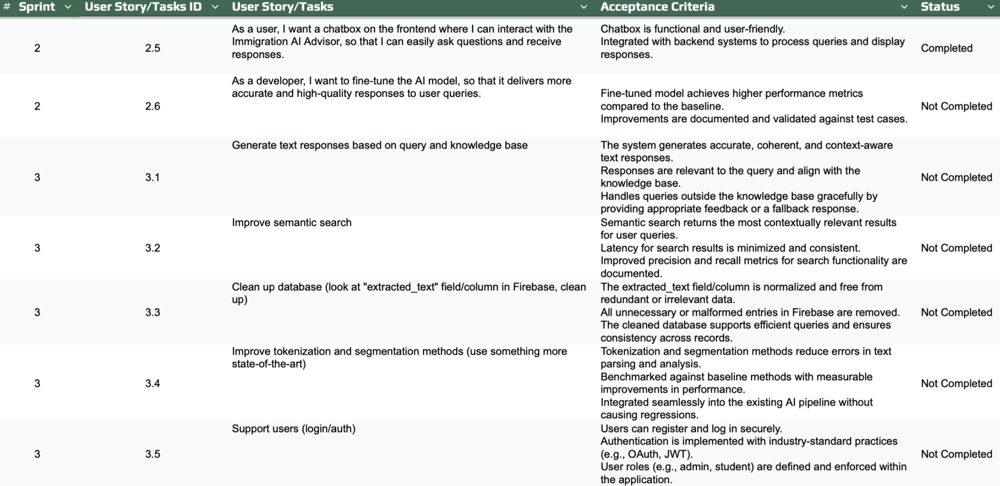 # Sprint User Story/Tasks ID User Story/Tasks Acceptance Criteria Status
2
2.5
As a user, I want a chatbox on the frontend where I can interact with the
Immigration AI Advisor, so that I can easily ask questions and receive
responses.
Chatbox is functional and user-friendly.
Integrated with backend systems to process queries and display
responses.
Completed
2
2.6
As a developer, I want to fine-tune the AI model, so that it delivers more
accurate and high-quality responses to user queries.
Fine-tuned model achieves higher performance metrics
compared to the baseline.
Improvements are documented and validated against test cases.
Not Completed
3
3.1
Generate text responses based on query and knowledge base
The system generates accurate, coherent, and context-aware
text responses.
Responses are relevant to the query and align with the
knowledge base.
Handles queries outside the knowledge base gracefully by
providing appropriate feedback or a fallback response.
Not Completed
3
3.2
Improve semantic search
Semantic search returns the most contextually relevant results
for user queries.
Latency for search results is minimized and consistent.
Improved precision and recall metrics for search functionality are
documented.
Not Completed
3
3.3
Clean up database (look at "extracted_text" field/column in Firebase, clean
up)
The extracted_text field/column is normalized and free from
redundant or irrelevant data.
All unnecessary or malformed entries in Firebase are removed.
The cleaned database supports efficient queries and ensures
consistency across records.
Not Completed
3
3.4
Improve tokenization and segmentation methods (use something more
state-of-the-art)
Tokenization and segmentation methods reduce errors in text
parsing and analysis.
Benchmarked against baseline methods with measurable
improvements in performance.
Integrated seamlessly into the existing AI pipeline without
causing regressions.
Not Completed
3
3.5
Support users (login/auth)
Users can register and log in securely.
Authentication is implemented with industry-standard practices
(e.g., OAuth, JWT).
User roles (e.g., admin, student) are defined and enforced within
the application.
Not Completed